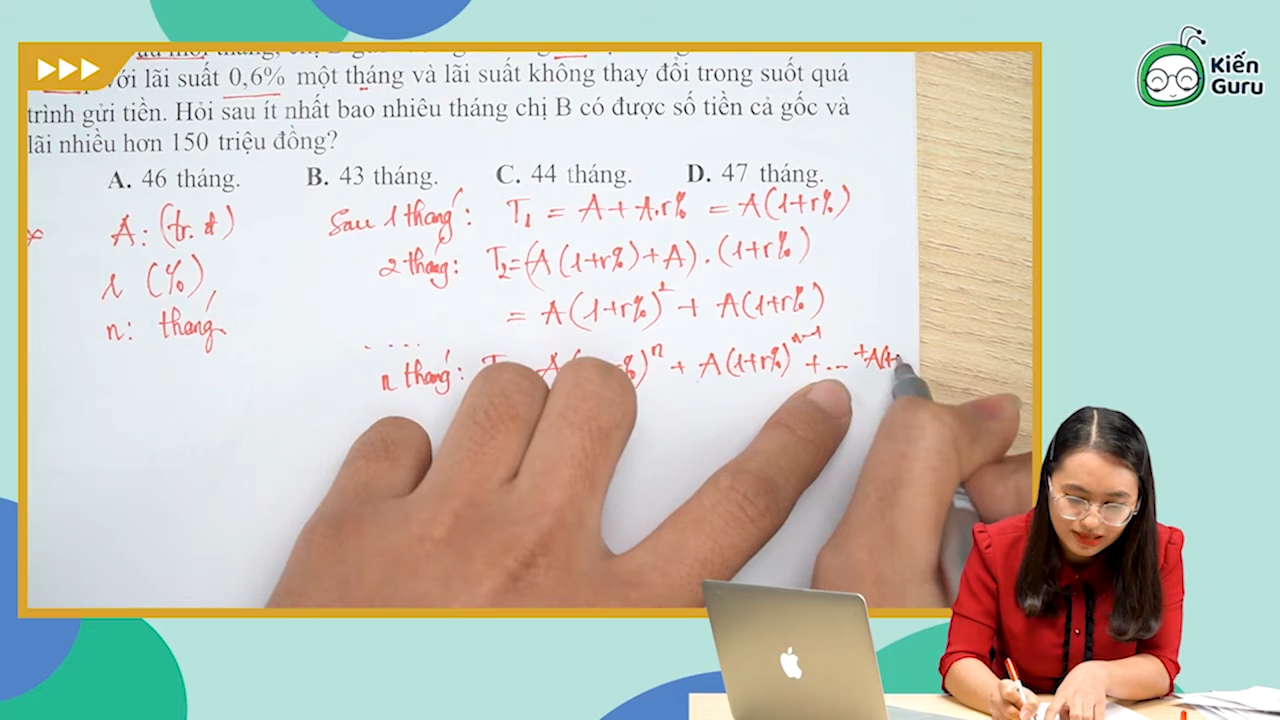 với lãi suất 0,6% một tháng và lãi suất không thay đổi trong suốt quá
trình gửi tiền. Hỏi sau ít nhất bao nhiêu tháng chị B có được số tiền cả gốc và
lãi nhiều hơn 150 triệu đồng?
A. 46 tháng. B. 43 tháng. C. 44 tháng. D. 47 tháng.
A: (tr. đ)
r (%)
n: tháng
Sau 1 tháng: T₁ = A + A.r% = A(1+r%)
2 tháng: T₂ = (A(1+r%)+A).(1+r%)
= A(1+r%)² + A(1+r%)
....
n tháng: %)ⁿ + A(1+r%)ⁿ⁻¹ + ... +A(1
Kiến
Guru